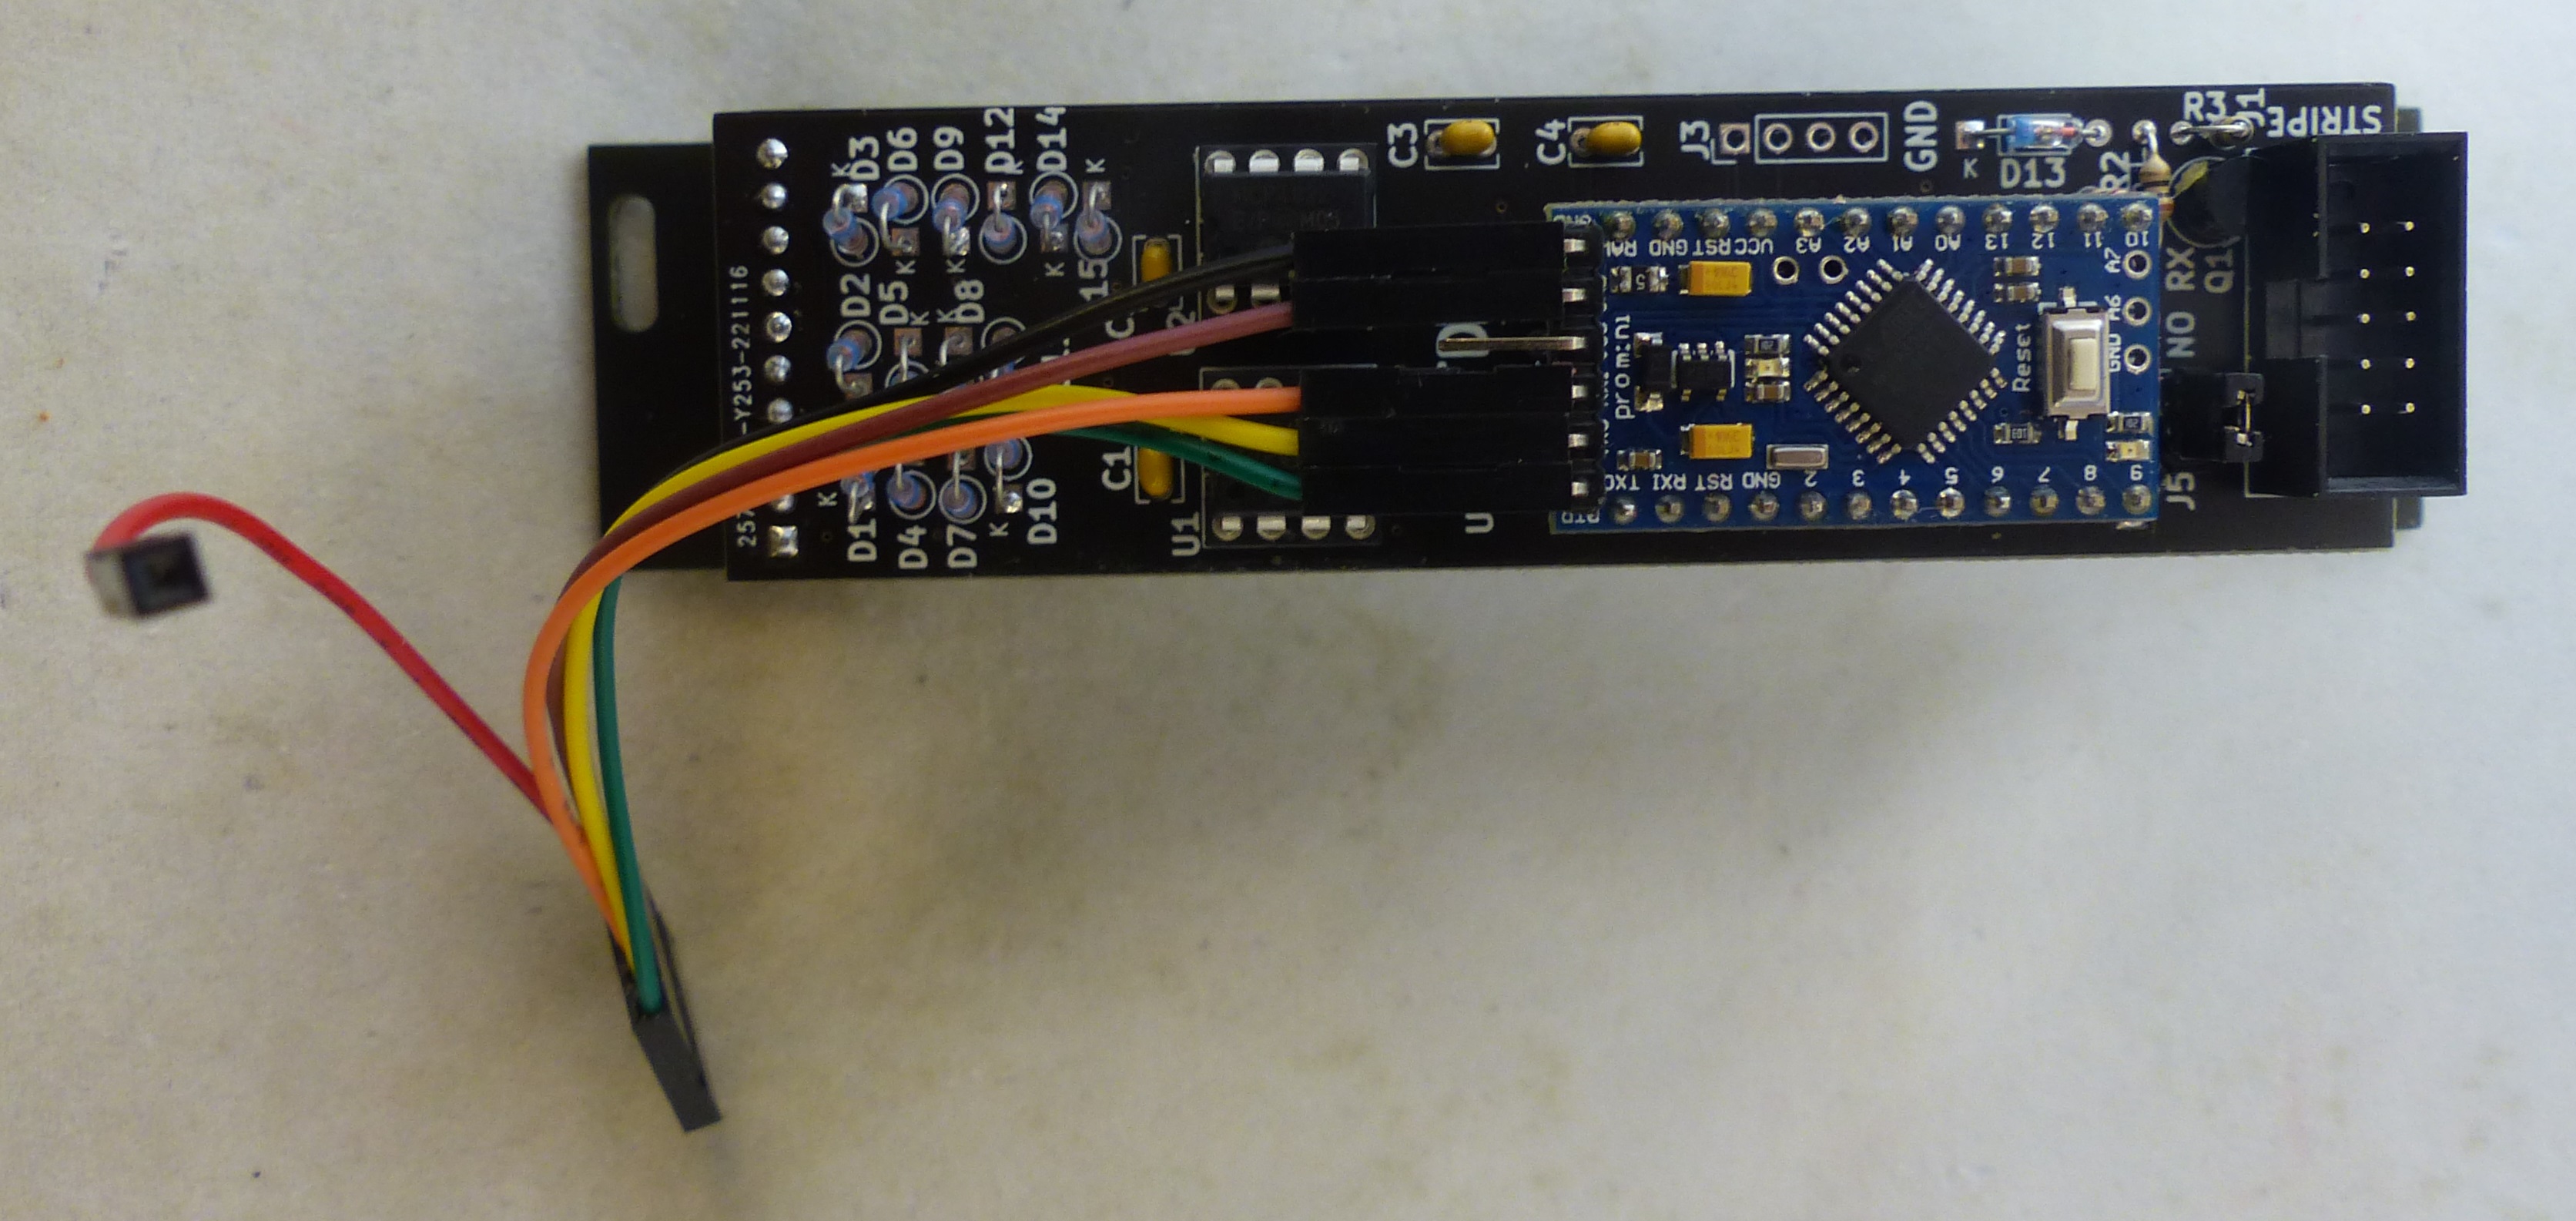 C3
C4
J3
GND
K
D13
R2
R3
STRIPE
D3
D6
D9
D12
D14
K
K
K
K
K
D2
D5
D8
K
K
15
-Y253-221116
257
C1
U1
U
D
K
D1
D4
D7
K
D10
NO RX
Q1
J5
GND RST VCC A3 A2 A1 A0 13 12 11 10
A7
A6
GND
Reset
promini
TXO RXI RST GND 2 3 4 5 6 7 8 9